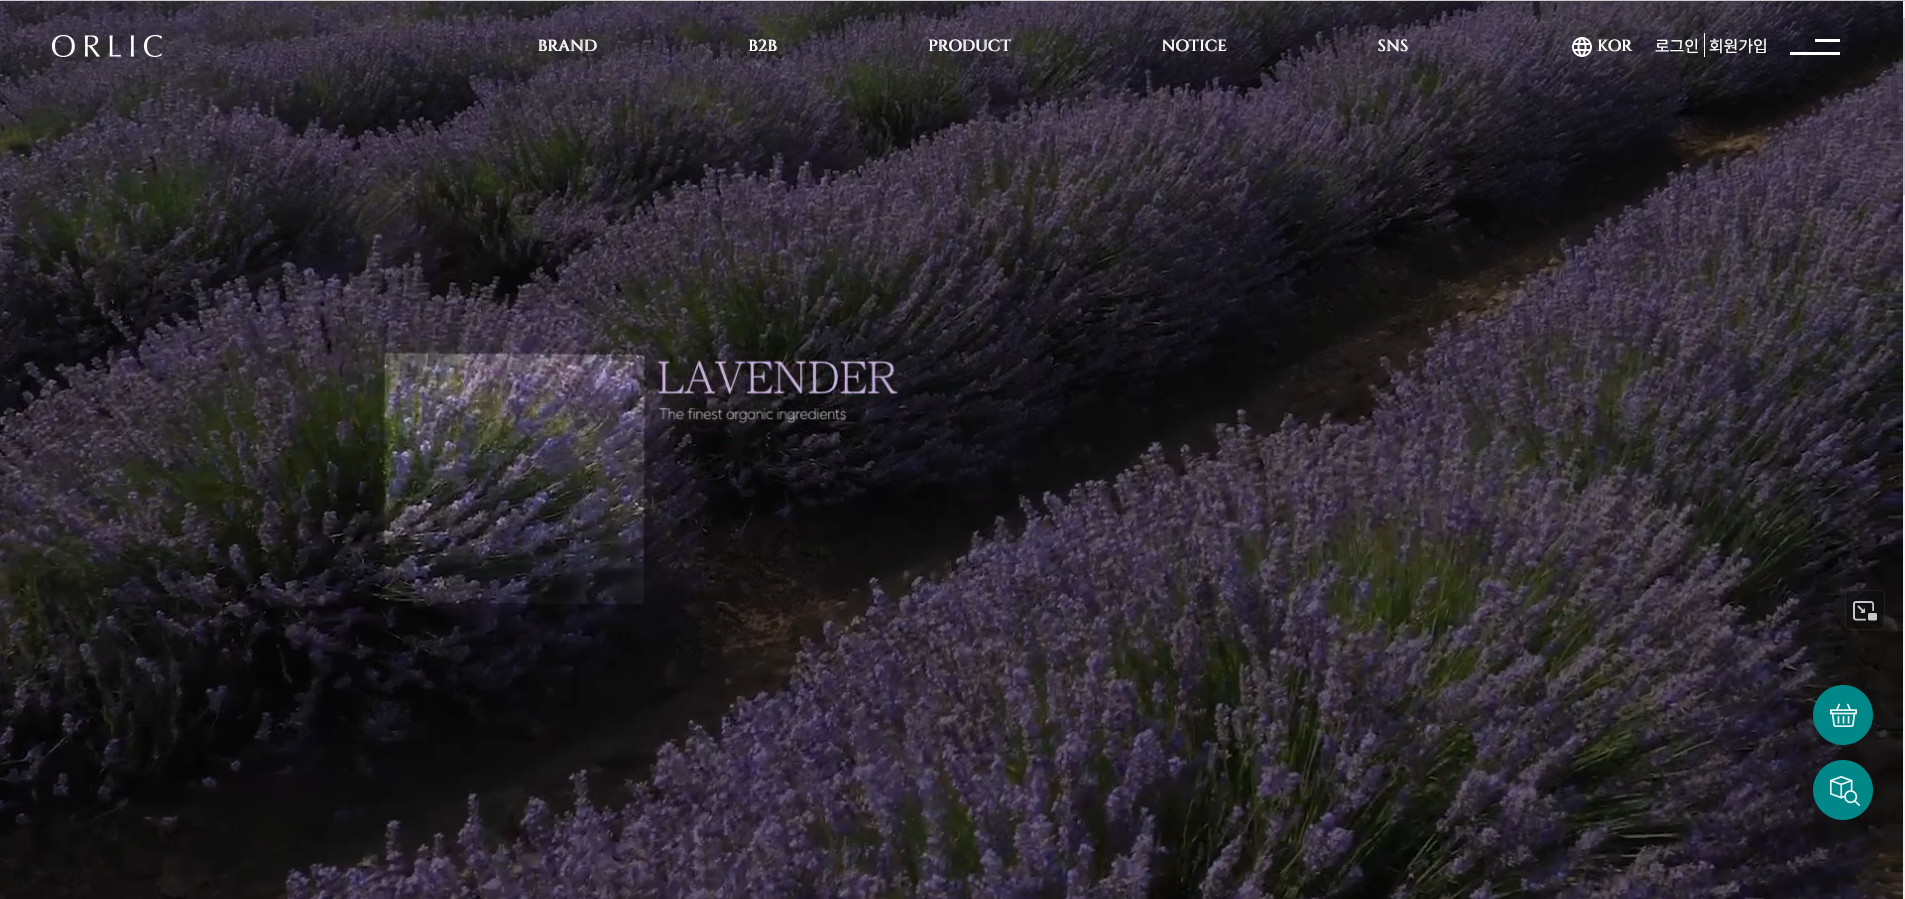 ORLIC
BRAND
B2B
PRODUCT
NOTICE
SNS
KOR
로그인
회원가입
LAVENDER
The finest organic ingredients